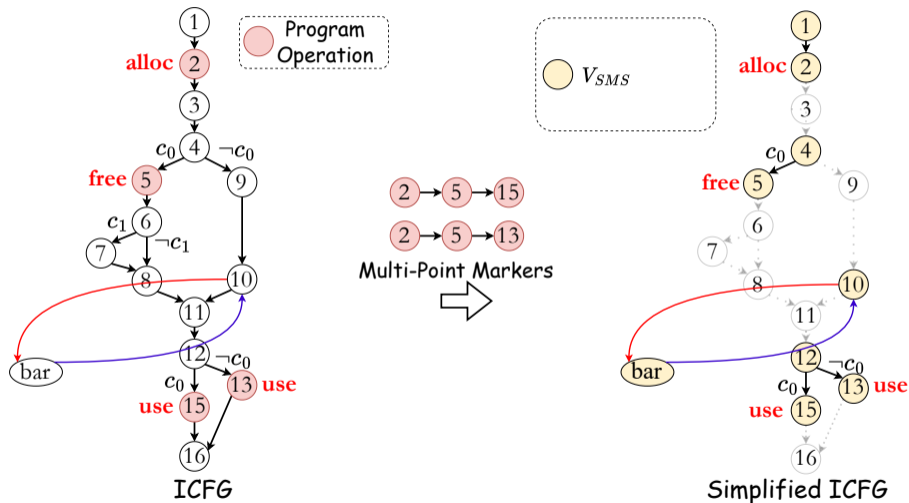 1
Program
Operation
alloc
2
3
4
c₀
¬c₀
free
5
9
6
c₁
¬c₁
7
8
10
11
bar
12
c₀
¬c₀
13
use
use
15
16
ICFG
2 5 15
2 5 13
Multi-Point Markers
V_SMS
1
alloc
2
3
4
c₀
free
5
9
6
7
8
10
11
bar
12
¬c₀
c₀
13
use
use
15
16
Simplified ICFG